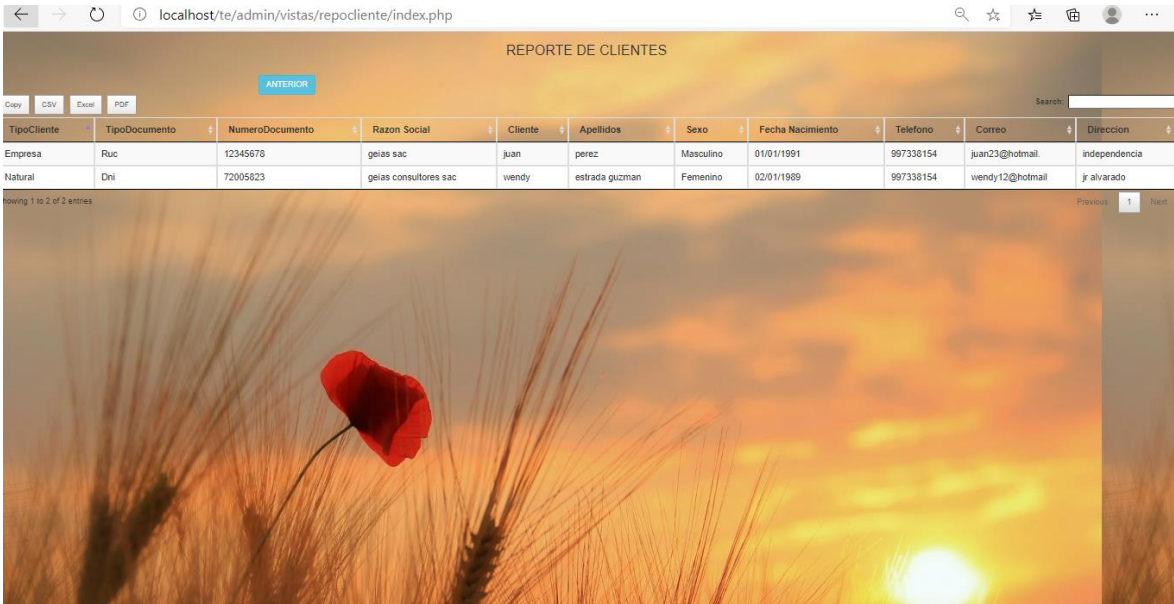 localhost/te/admin/vistas/repocliente/index.php
REPORTE DE CLIENTES
ANTERIOR
Copy CSV Excel PDF
Search:
TipoCliente TipoDocumento NumeroDocumento Razon Social Cliente Apellidos Sexo Fecha Nacimiento Telefono Correo Direccion
Empresa Ruc 12345678 geias sac juan perez Masculino 01/01/1991 997338154 juan23@hotmail. independencia
Natural Dni 72005823 geias consultores sac wendy estrada guzman Femenino 02/01/1989 997338154 wendy12@hotmail jr alvarado
howing 1 to 2 of 2 entries
Previous 1 Next